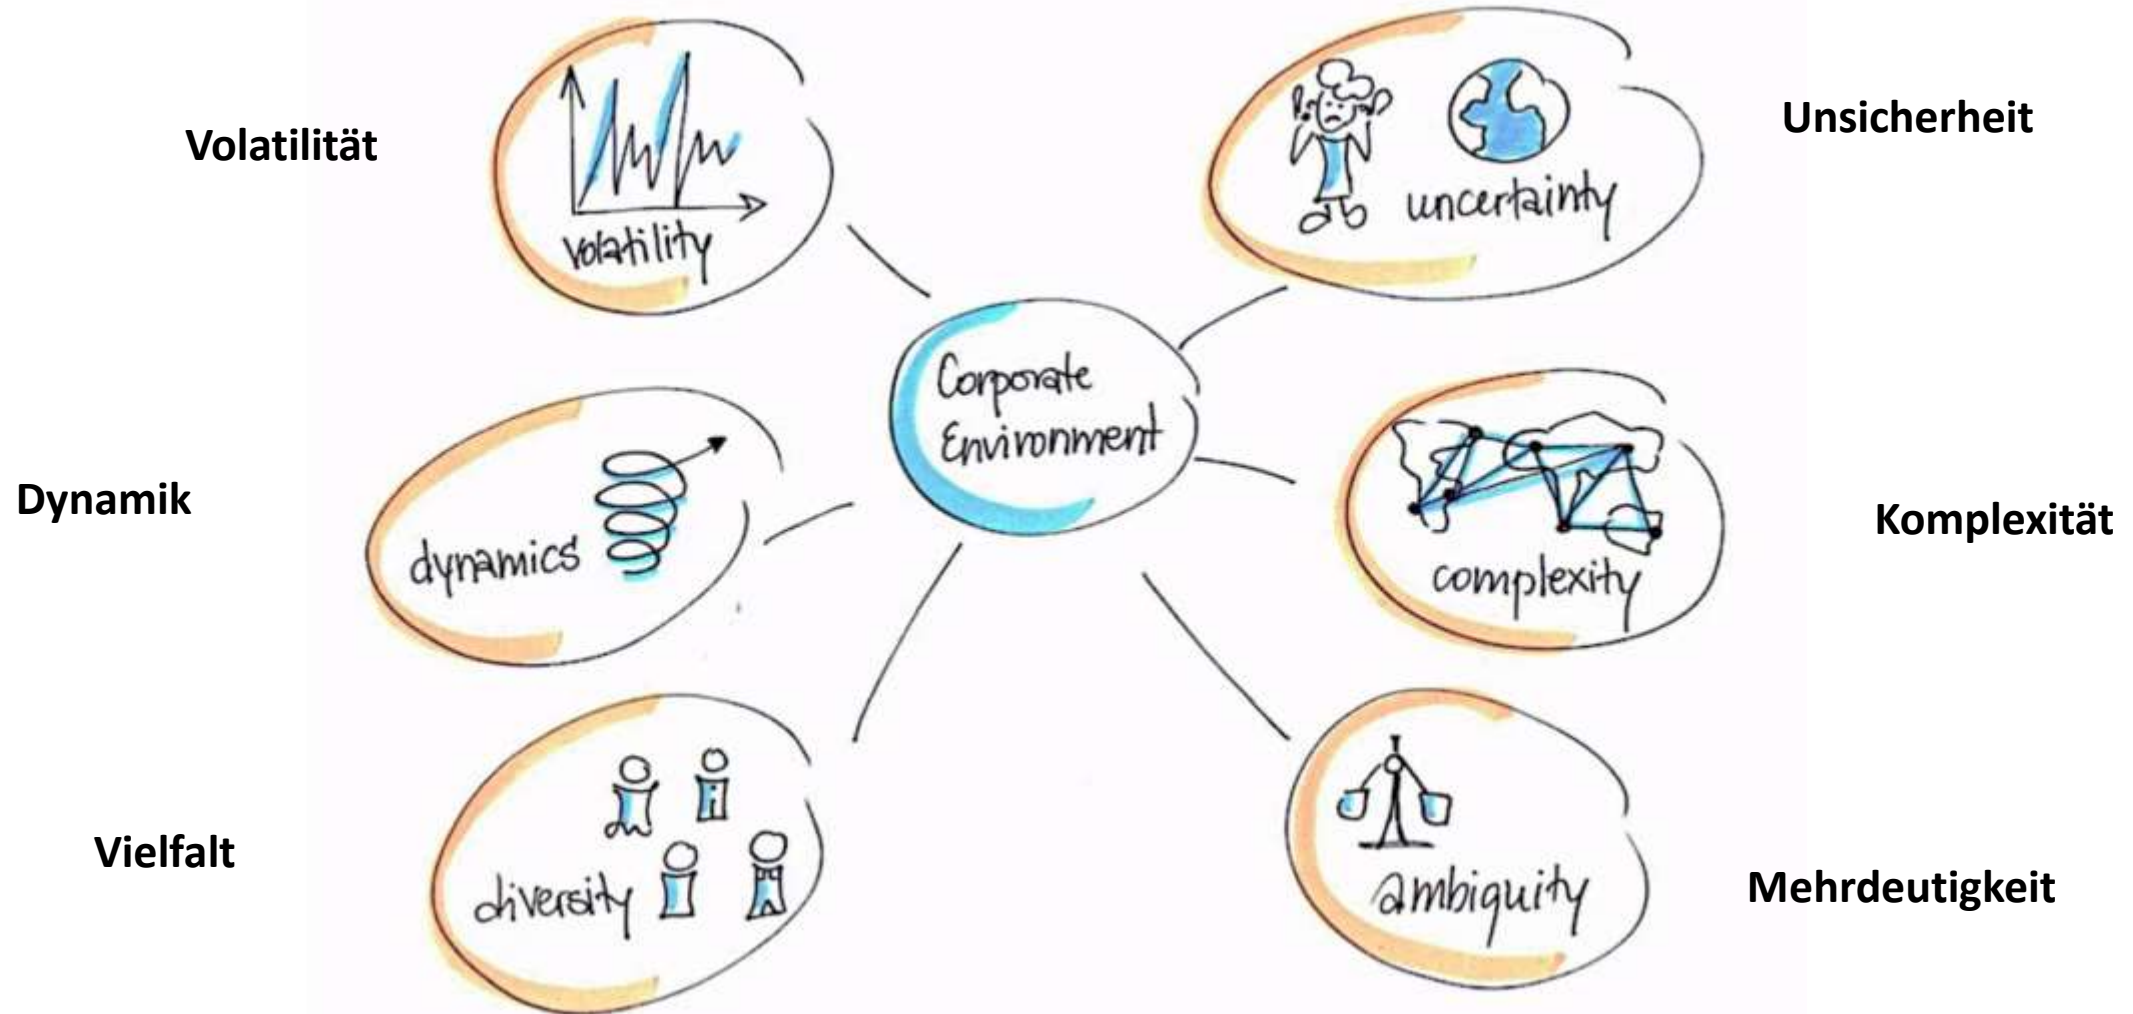 Volatilität
volatility
uncertainty
Unsicherheit
Corporate
Environment
Dynamik
dynamics
complexity
Komplexität
Vielfalt
diversity
ambiguity
Mehrdeutigkeit